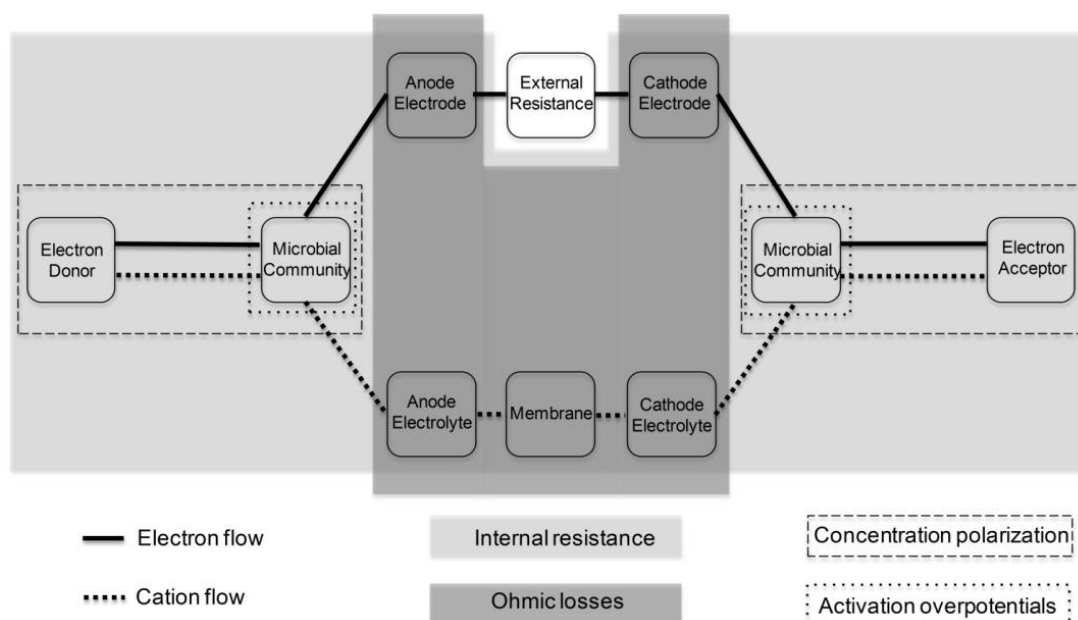 Anode
Electrode
External
Resistance
Cathode
Electrode
Electron
Donor
Microbial
Community
Microbial
Community
Electron
Acceptor
Anode
Electrolyte
Membrane
Cathode
Electrolyte
Electron flow
Internal resistance
Concentration polarization
Cation flow
Ohmic losses
Activation overpotentials